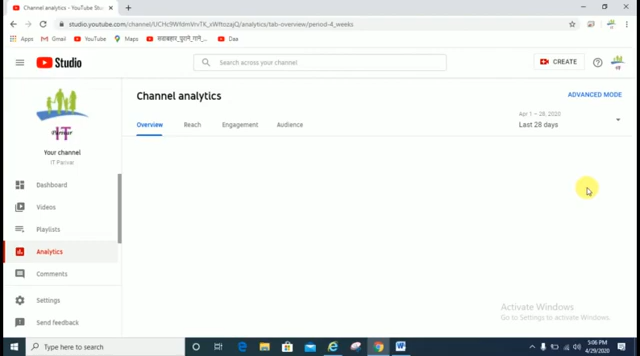 Channel analytics - YouTube Stud
studio.youtube.com/channel/
/analytics/tab-overview/period-4_weeks
Apps Gmail YouTube Maps Daa
Studio
Search across your channel
CREATE
IT
Your channel
IT Parivar
Dashboard
Videos
Playlists
Analytics
Comments
Settings
Send feedback
Channel analytics
ADVANCED MODE
Overview Reach Engagement Audience
Apr 1 – 28, 2020
Last 28 days
Activate Windows
Go to Settings to activate Windows.
Type here to search
5:06 PM
4/29/2020